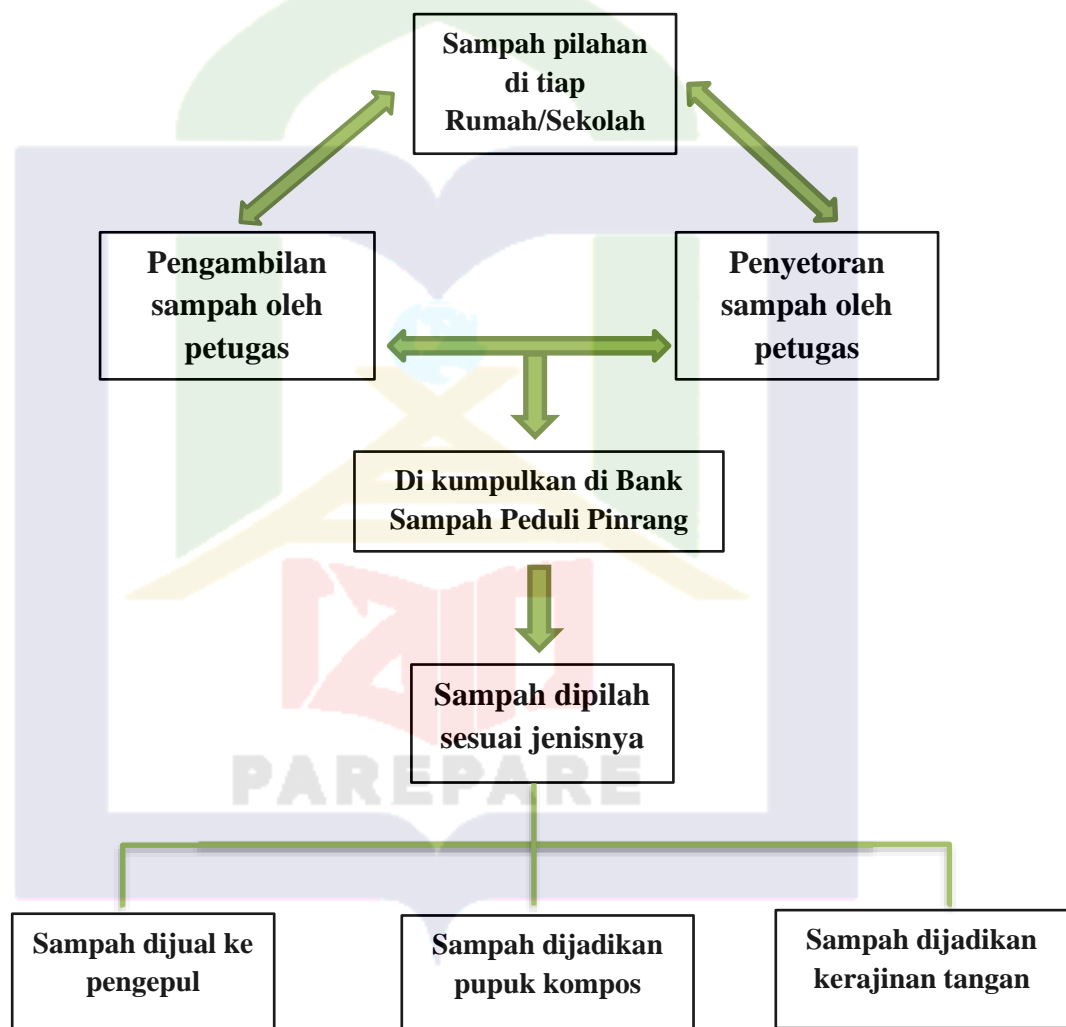 Sampah pilahan
di tiap
Rumah/Sekolah
Pengambilan
sampah oleh
petugas
Penyetoran
sampah oleh
petugas
Di kumpulkan di Bank
Sampah Peduli Pinrang
Sampah dipilah
sesuai jenisnya
PAREPARE
Sampah dijual ke
pengepul
Sampah dijadikan
pupuk kompos
Sampah dijadikan
kerajinan tangan